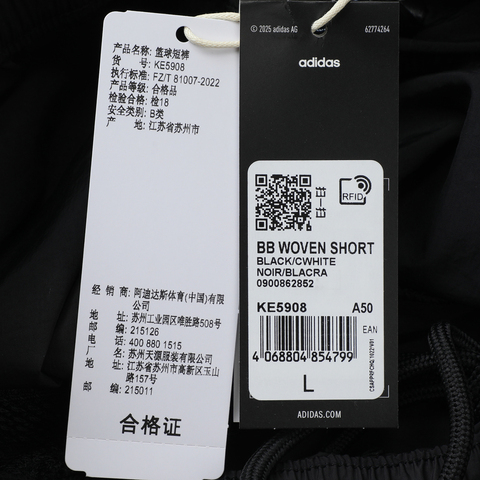 产品名称: 篮球短裤
货 号: KE5908
执行标准: FZ/T 81007-2022
产品等级: 合格品
检验合格: 检18
安全类别: B类
产 地: 江苏省苏州市
经 销 商: 阿迪达斯体育(中国)有限公司
地 址: 苏州工业园区唯胜路508号
邮 编: 215126
电 话: 400 880 1515
厂 名: 苏州天源服装有限公司
地 址: 江苏省苏州市高新区玉山路157号
邮 编: 215011
合格证
© 2025 adidas AG
62774264
adidas
RFID
BB WOVEN SHORT
BLACK/CWHITE
NOIR/BLACRA
0900862852
KE5908 A50
EAN
4 068804 854799
L
ADIDAS.COM